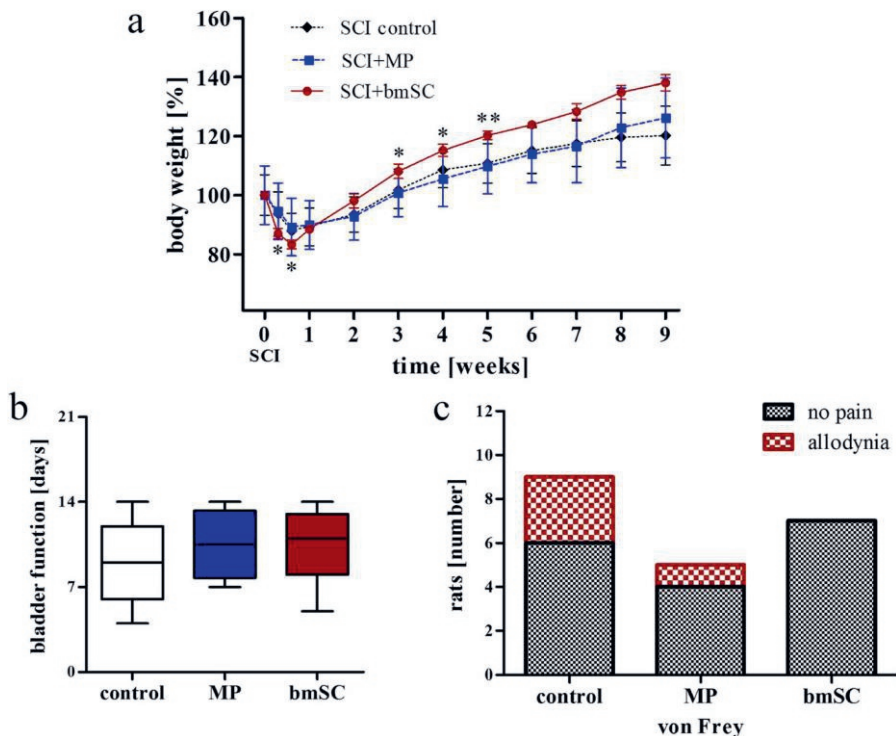 a
160
140
120
100
80
body weight [%]
SCI control
SCI+MP
SCI+bmSC
* * **
*
*
0 1 2 3 4 5 6 7 8 9
SCI
time [weeks]
b
21
14
7
0
bladder function [days]
control MP bmSC
c
12
10
8
6
4
2
0
rats [number]
no pain
allodynia
control MP bmSC
von Frey